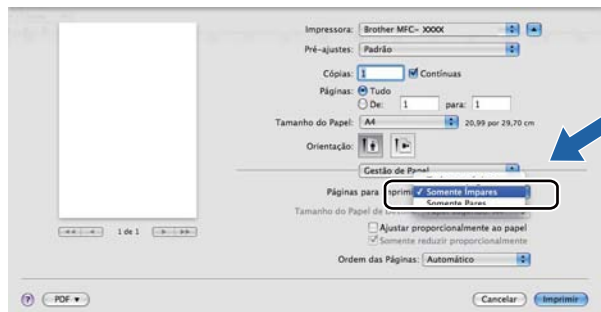 Impressora: Brother MFC- XXXX
Pré-ajustes: Padrão
Cópias: 1 Contínuas
Páginas: Tudo
De: 1 para: 1
Tamanho do Papel: A4 20,99 por 29,70 cm
Orientação:
Gestão de Papel
Páginas para Imprimi Somente Ímpares
Somente Pares
Tamanho do Papel de
1 de 1
Ajustar proporcionalmente ao papel
Somente reduzir proporcionalmente
Ordem das Páginas: Automático
? PDF Cancelar Imprimir